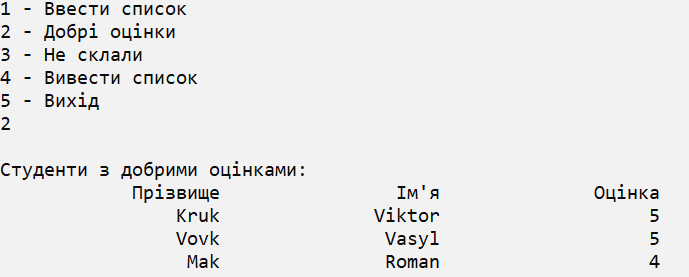 1 - Ввести список
2 - Добрі оцінки
3 - Не склали
4 - Вивести список
5 - Вихід
2
Студенти з добрими оцінками:
Прізвище Ім'я Оцінка
Kruk Viktor 5
Vovk Vasyl 5
Mak Roman 4